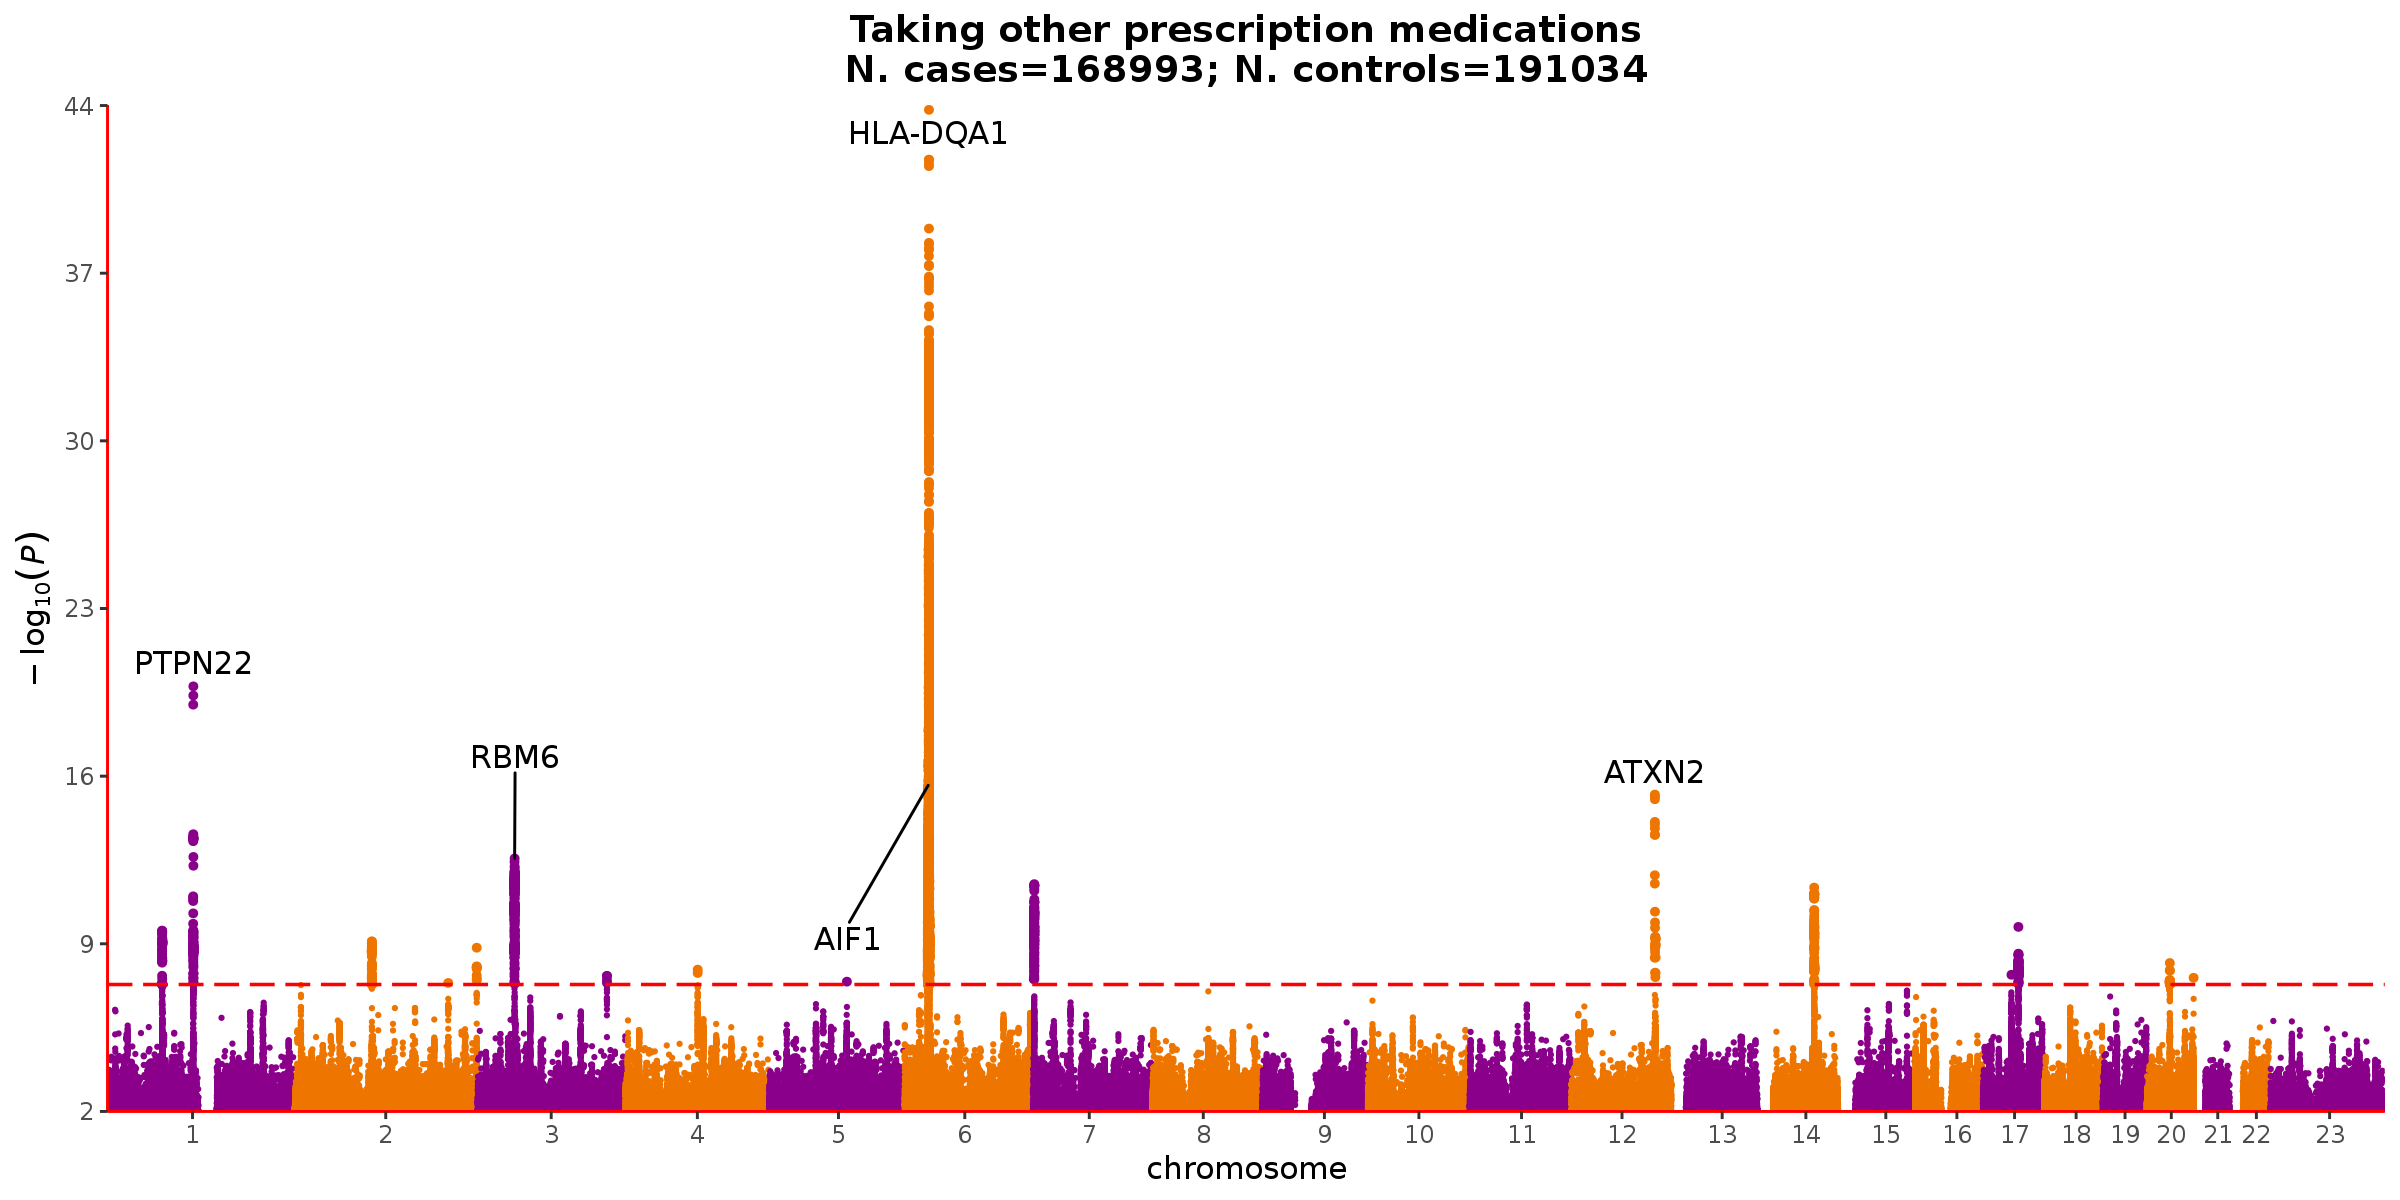 Taking other prescription medications
N. cases=168993; N. controls=191034
44
37
30
23
16
9
2
−log₁₀(P)
HLA-DQA1
PTPN22
RBM6
ATXN2
AIF1
1 2 3 4 5 6 7 8 9 10 11 12 13 14 15 16 17 18 19 20 21 22 23
chromosome